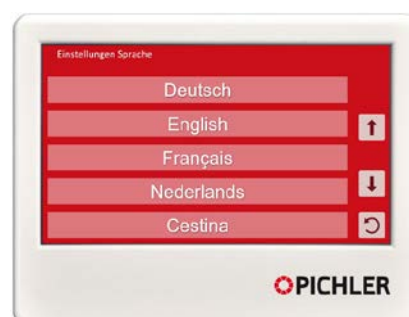 Einstellungen Sprache
Deutsch
English
Français
Nederlands
Cestina
PICHLER